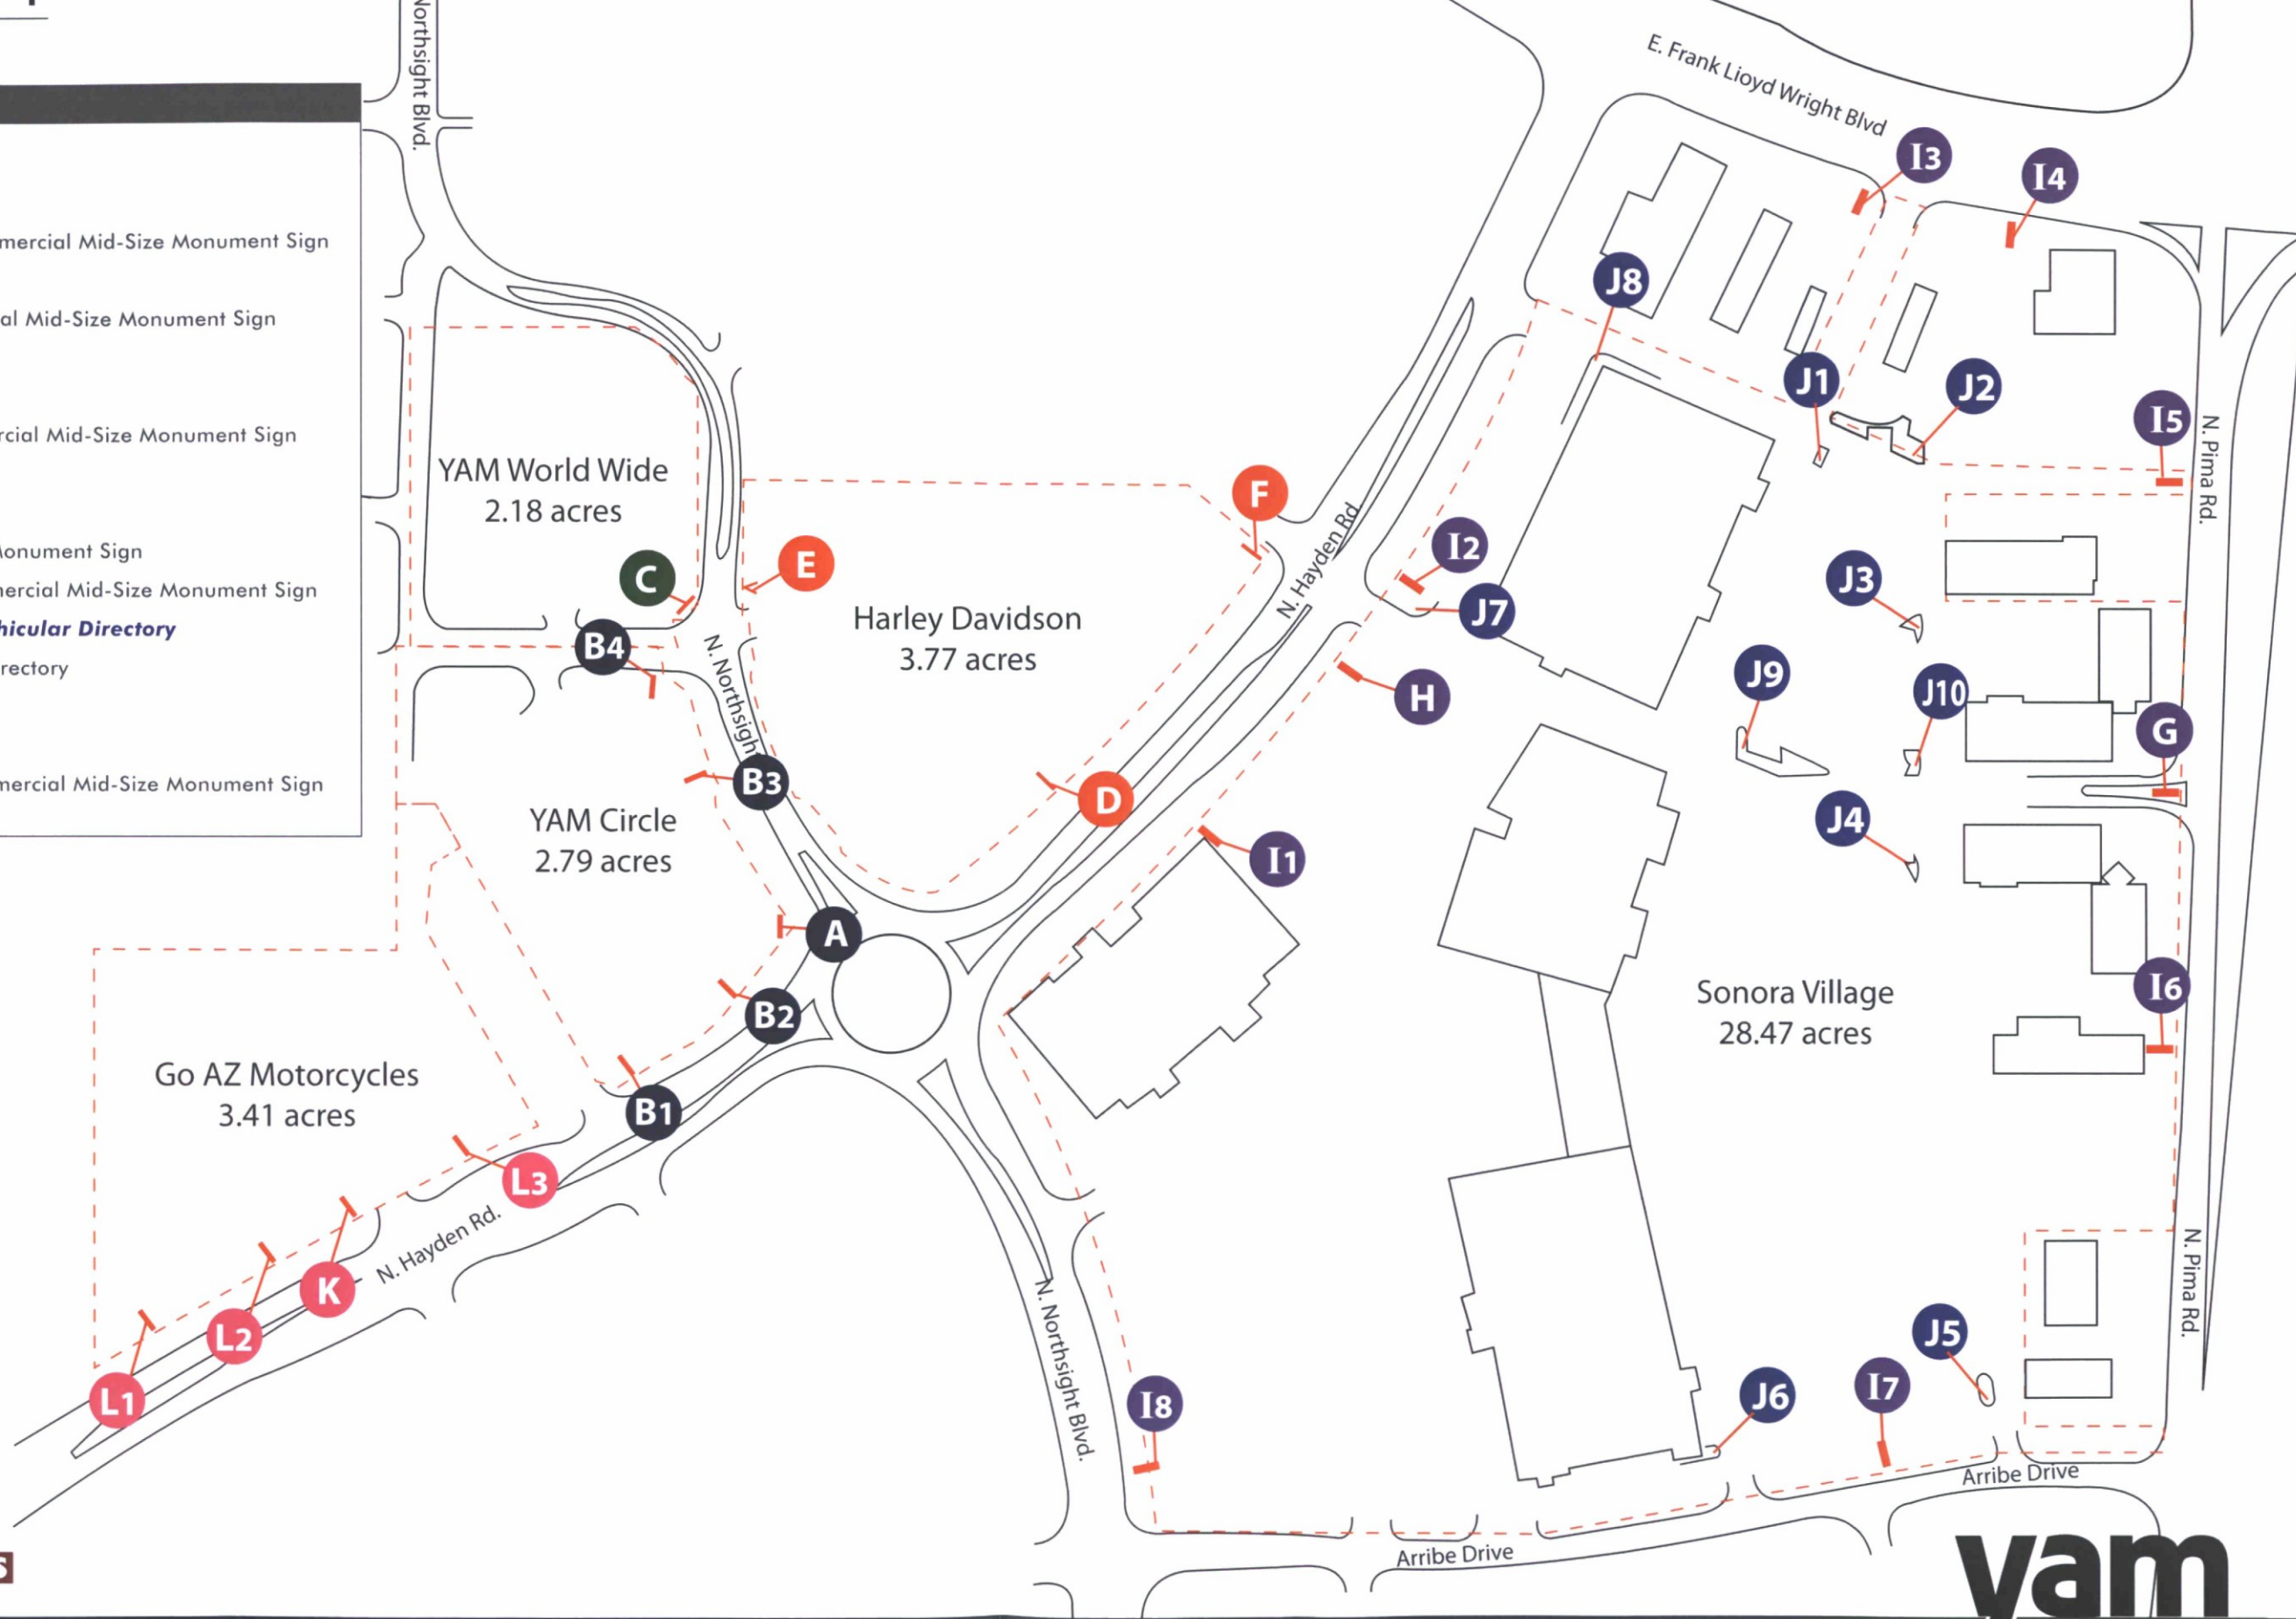 Northsight Blvd.
mercial Mid-Size Monument Sign
al Mid-Size Monument Sign
rcial Mid-Size Monument Sign
Monument Sign
mercial Mid-Size Monument Sign
hicular Directory
rectory
mercial Mid-Size Monument Sign
E. Frank Lioyd Wright Blvd
I3
I4
J8
J1
J2
I5
N. Pima Rd.
YAM World Wide
2.18 acres
C
E
F
B4
Harley Davidson
3.77 acres
N. Hayden Rd.
I2
J7
H
J3
J9
J10
G
N. Northsigh
B3
D
YAM Circle
2.79 acres
A
I1
J4
B2
B1
Sonora Village
28.47 acres
I6
Go AZ Motorcycles
3.41 acres
L3
N. Hayden Rd.
K
L2
L1
N. Northsight Blvd.
I8
J6
I7
J5
N. Pima Rd.
Arribe Drive
Arribe Drive
S
yam